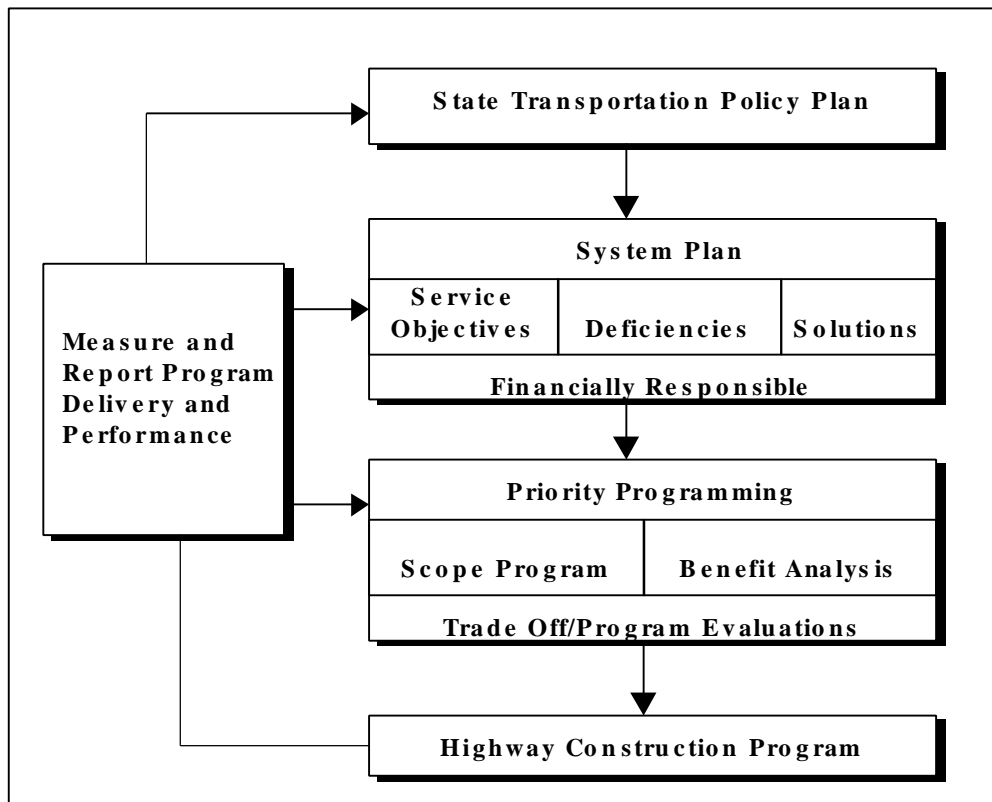 State Transportation Policy Plan
System Plan
Service
Objectives
Deficiencies
Solutions
Financially Responsible
Measure and
Report Program
Delivery and
Performance
Priority Programming
Scope Program
Benefit Analysis
Trade Off/Program Evaluations
Highway Construction Program